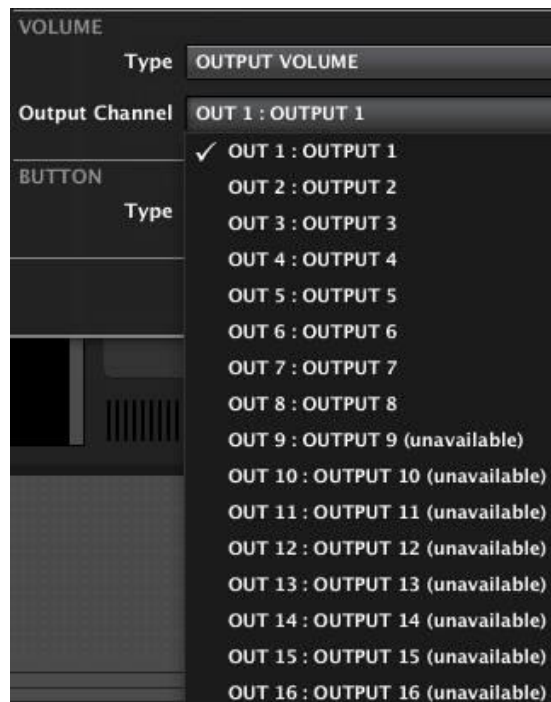 VOLUME
Type OUTPUT VOLUME
Output Channel OUT 1 : OUTPUT 1
✓ OUT 1 : OUTPUT 1
BUTTON
OUT 2 : OUTPUT 2
Type
OUT 3 : OUTPUT 3
OUT 4 : OUTPUT 4
OUT 5 : OUTPUT 5
OUT 6 : OUTPUT 6
OUT 7 : OUTPUT 7
OUT 8 : OUTPUT 8
OUT 9 : OUTPUT 9 (unavailable)
OUT 10 : OUTPUT 10 (unavailable)
OUT 11 : OUTPUT 11 (unavailable)
OUT 12 : OUTPUT 12 (unavailable)
OUT 13 : OUTPUT 13 (unavailable)
OUT 14 : OUTPUT 14 (unavailable)
OUT 15 : OUTPUT 15 (unavailable)
OUT 16 : OUTPUT 16 (unavailable)